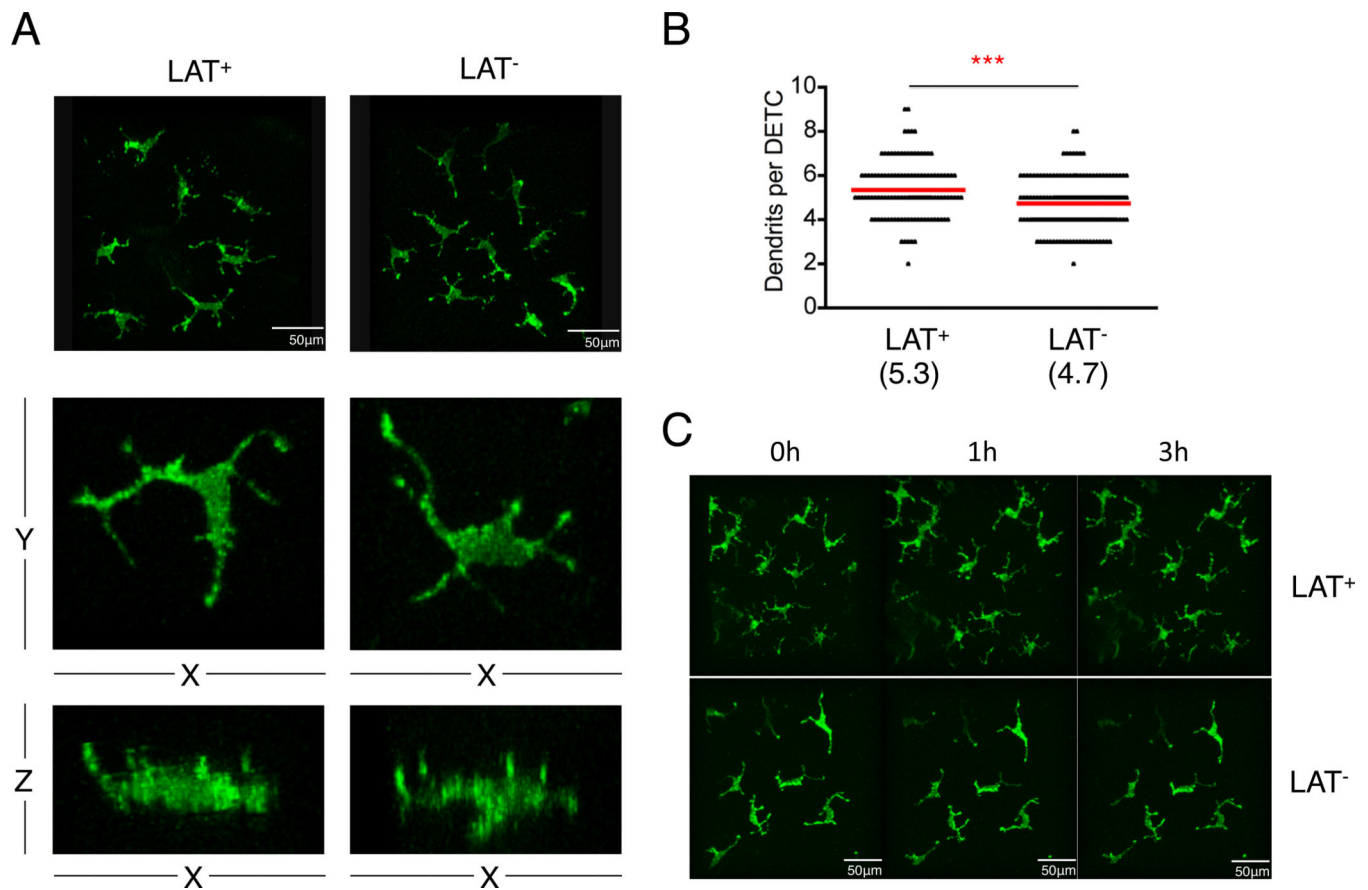 A
LAT⁺
LAT⁻
50μm
50μm
Y
X
X
Z
X
X
B
***
Dendrits per DETC
10
8
6
4
2
0
LAT⁺
(5.3)
LAT⁻
(4.7)
C
0h
1h
3h
LAT⁺
LAT⁻
50μm
50μm
50μm